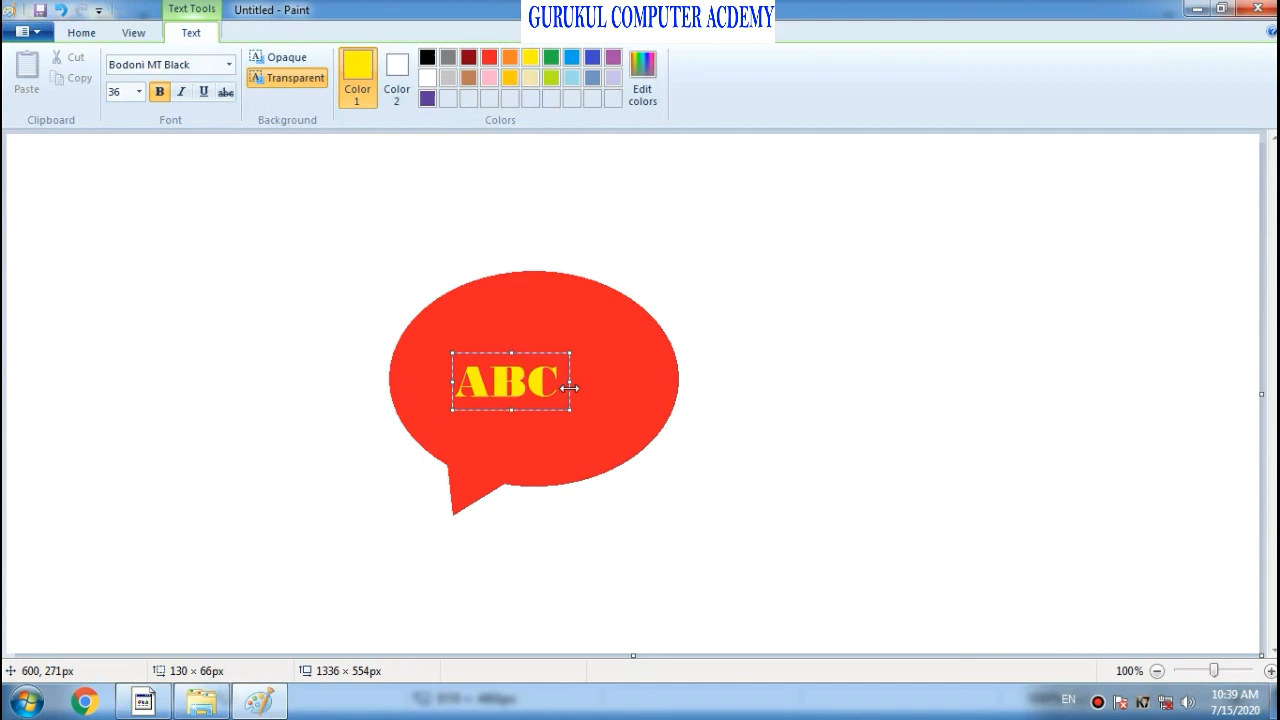 Text Tools
Untitled - Paint
GURUKUL COMPUTER ACDEMY
Home
View
Text
Paste
Cut
Copy
Clipboard
Bodoni MT Black
36
B I U abc
Font
Opaque
Transparent
Background
Color 1
Color 2
Edit colors
Colors
ABC
600, 271px
130 × 66px
1336 × 554px
100%
EN
K7
10:39 AM
7/15/2020